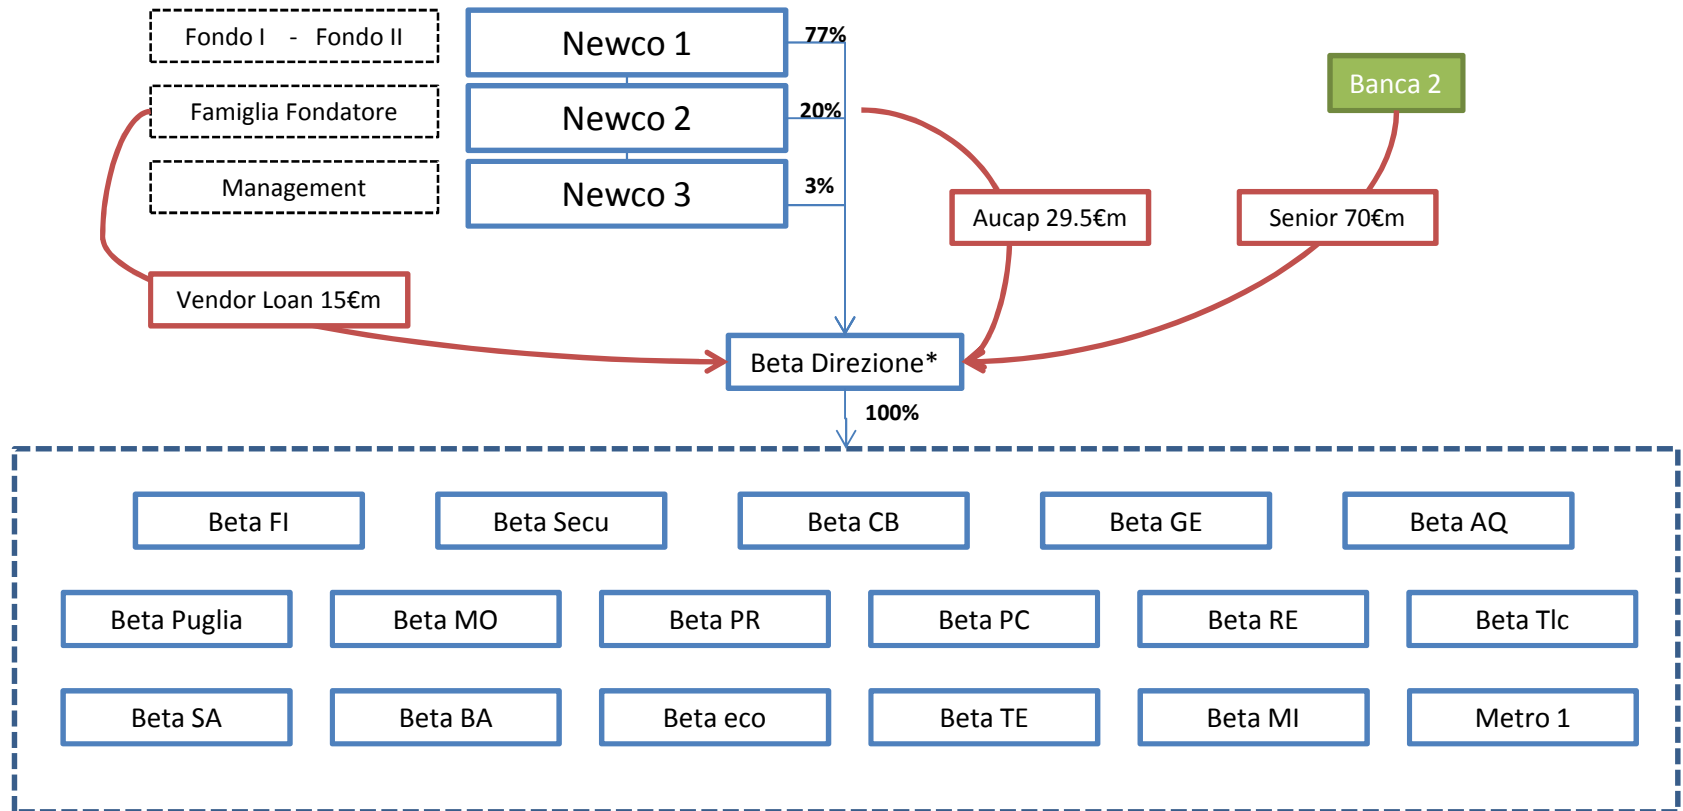 Fondo I - Fondo II
Newco 1
77%
Banca 2
Famiglia Fondatore
Newco 2
20%
Management
Newco 3
3%
Aucap 29.5€m
Senior 70€m
Vendor Loan 15€m
Beta Direzione*
100%
Beta FI
Beta Secu
Beta CB
Beta GE
Beta AQ
Beta Puglia
Beta MO
Beta PR
Beta PC
Beta RE
Beta Tlc
Beta SA
Beta BA
Beta eco
Beta TE
Beta MI
Metro 1